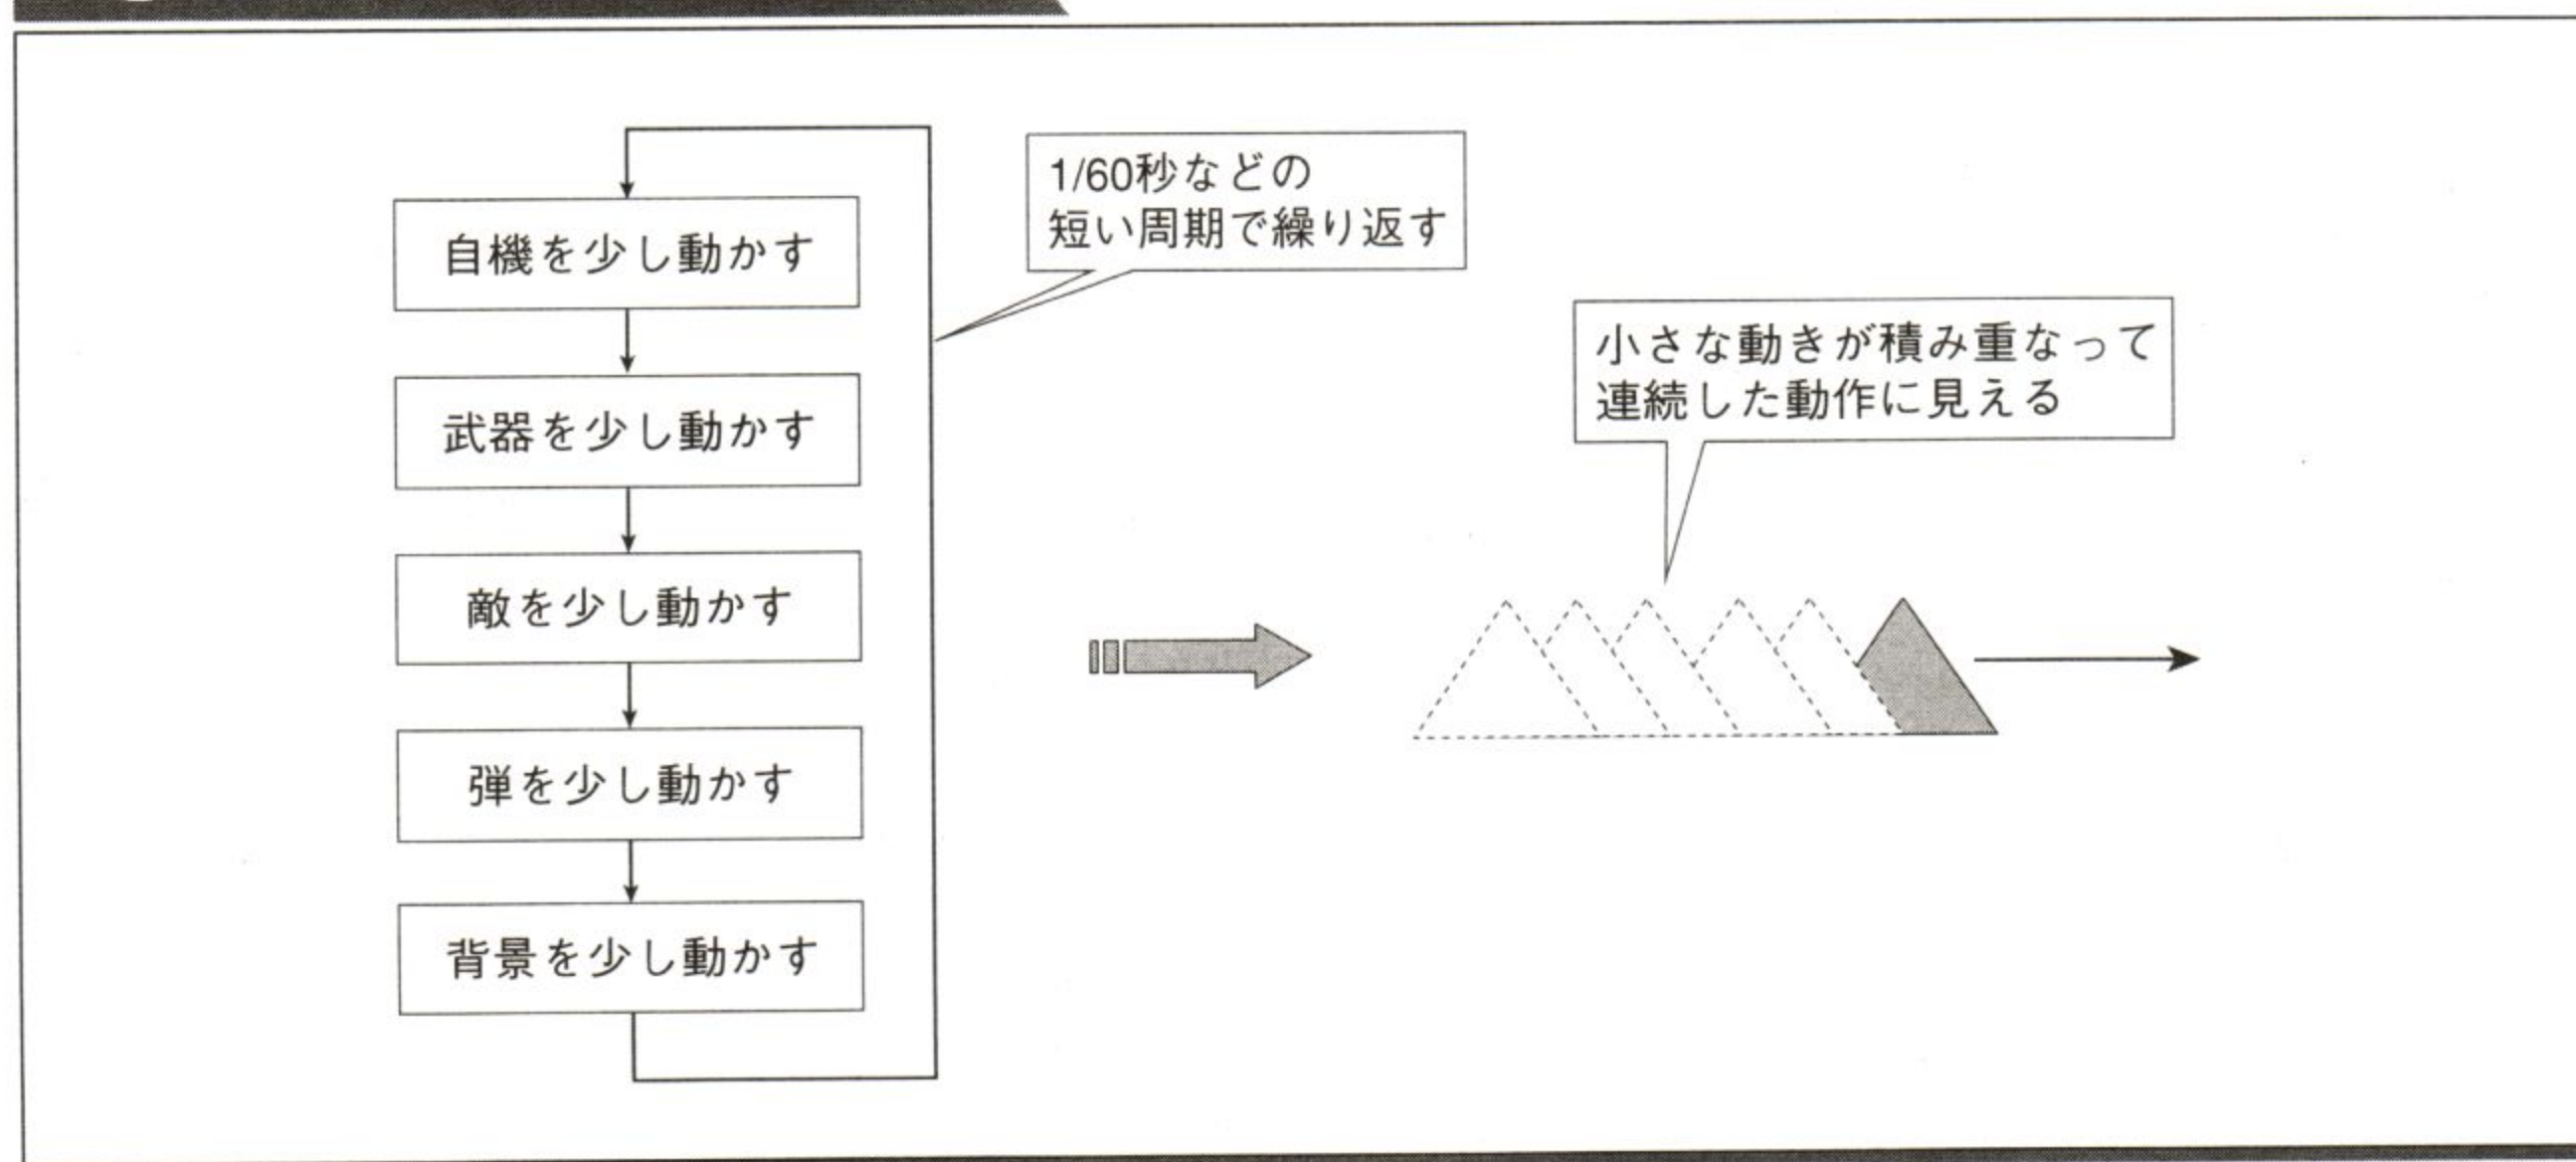 自機を少し動かす
武器を少し動かす
敵を少し動かす
弾を少し動かす
背景を少し動かす
1/60秒などの
短い周期で繰り返す
小さな動きが積み重なって
連続した動作に見える